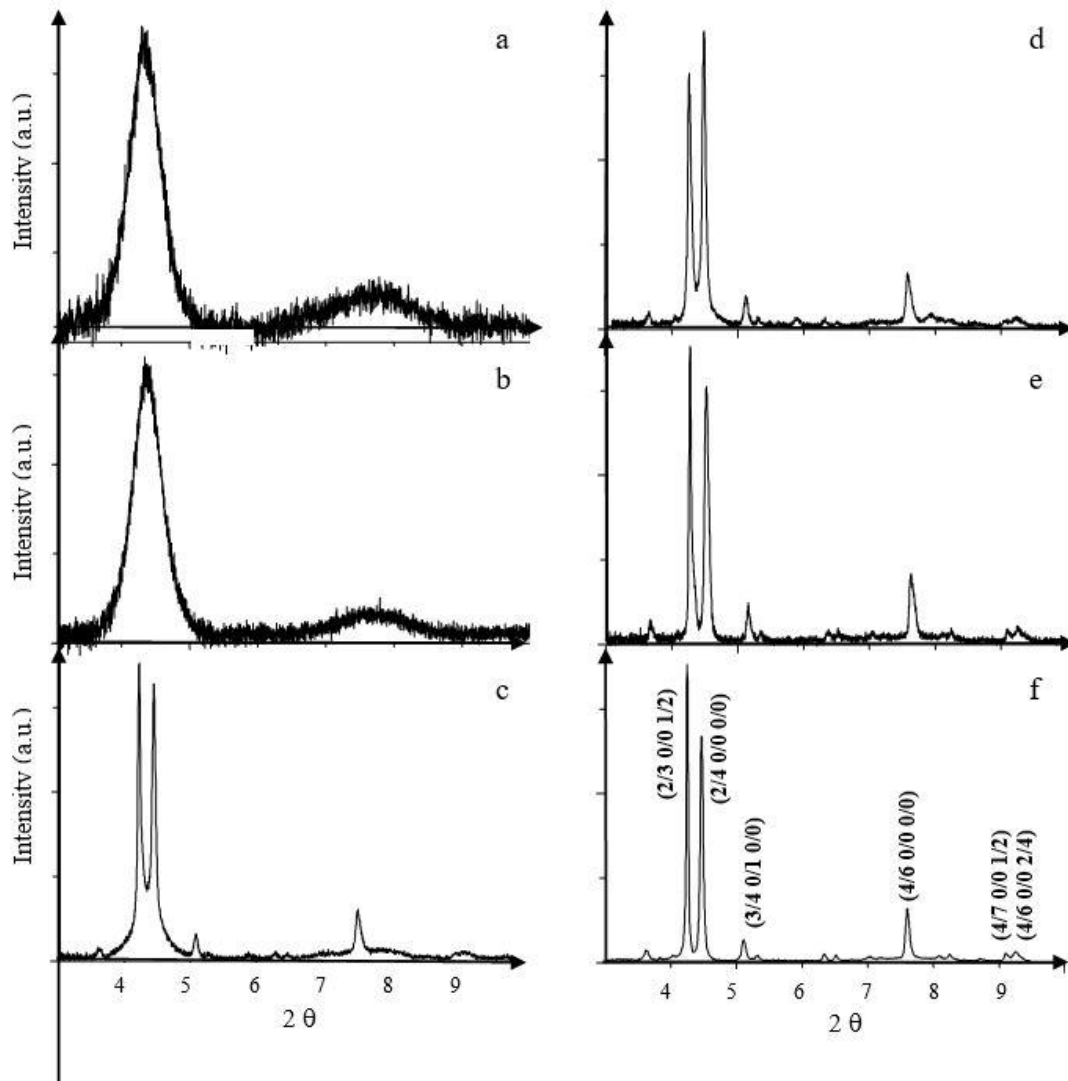 a
Intensity (a.u.)
b
Intensity (a.u.)
c
Intensity (a.u.)
4 5 6 7 8 9
2 θ
d
e
f
(2/3 0/0 1/2)
(2/4 0/0 0/0)
(3/4 0/1 0/0)
(4/6 0/0 0/0)
(4/7 0/0 1/2)
(4/6 0/0 2/4)
4 5 6 7 8 9
2 θ